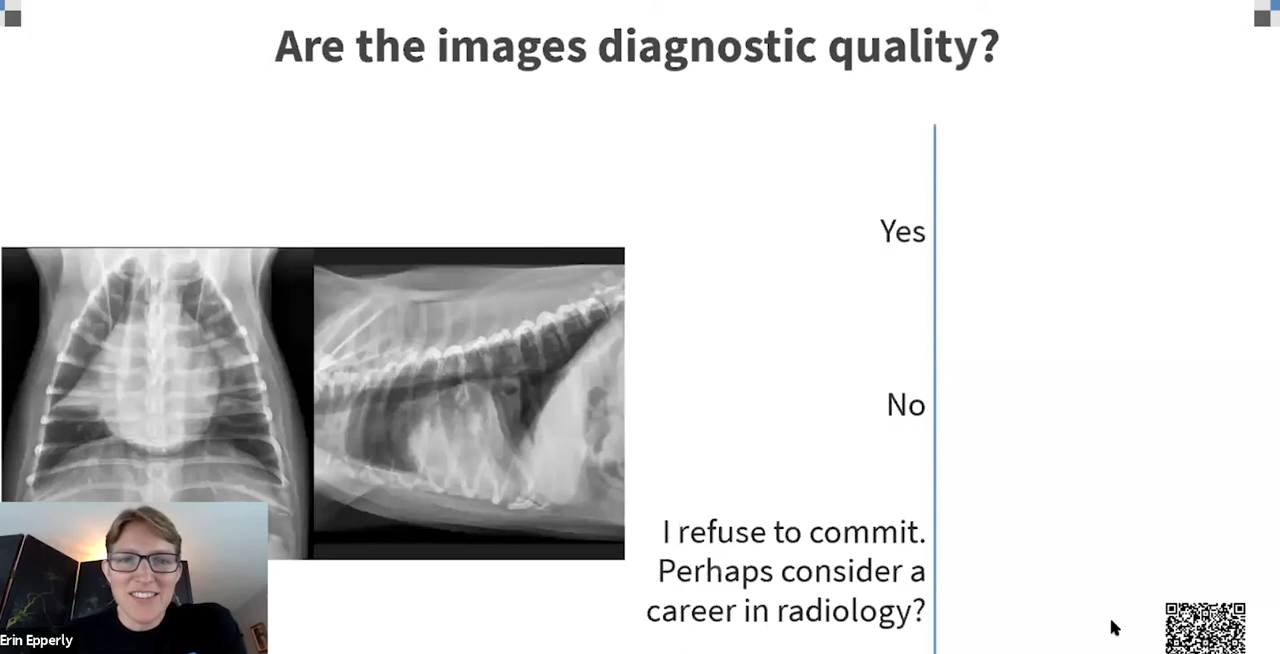 Are the images diagnostic quality?
Yes
No
I refuse to commit.
Perhaps consider a
career in radiology?
Erin Epperly